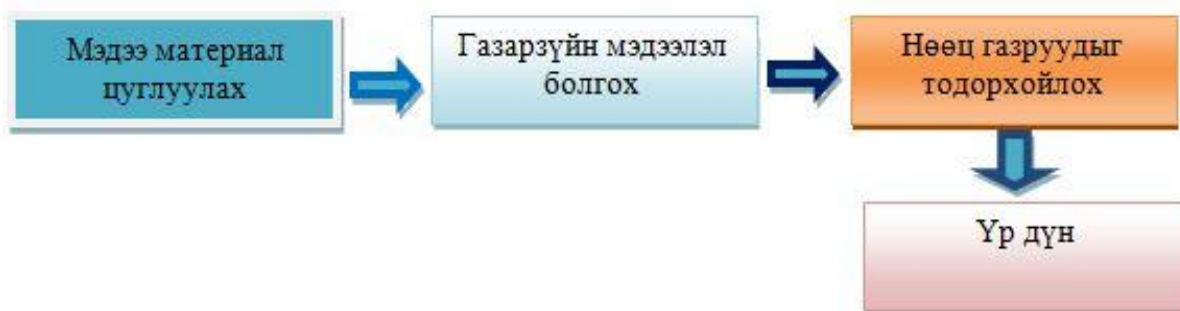 Мэдээ материал
цуглуулах
Газарзүйн мэдээлэл
болгох
Нөөц газруудыг
тодорхойлох
Үр дүн